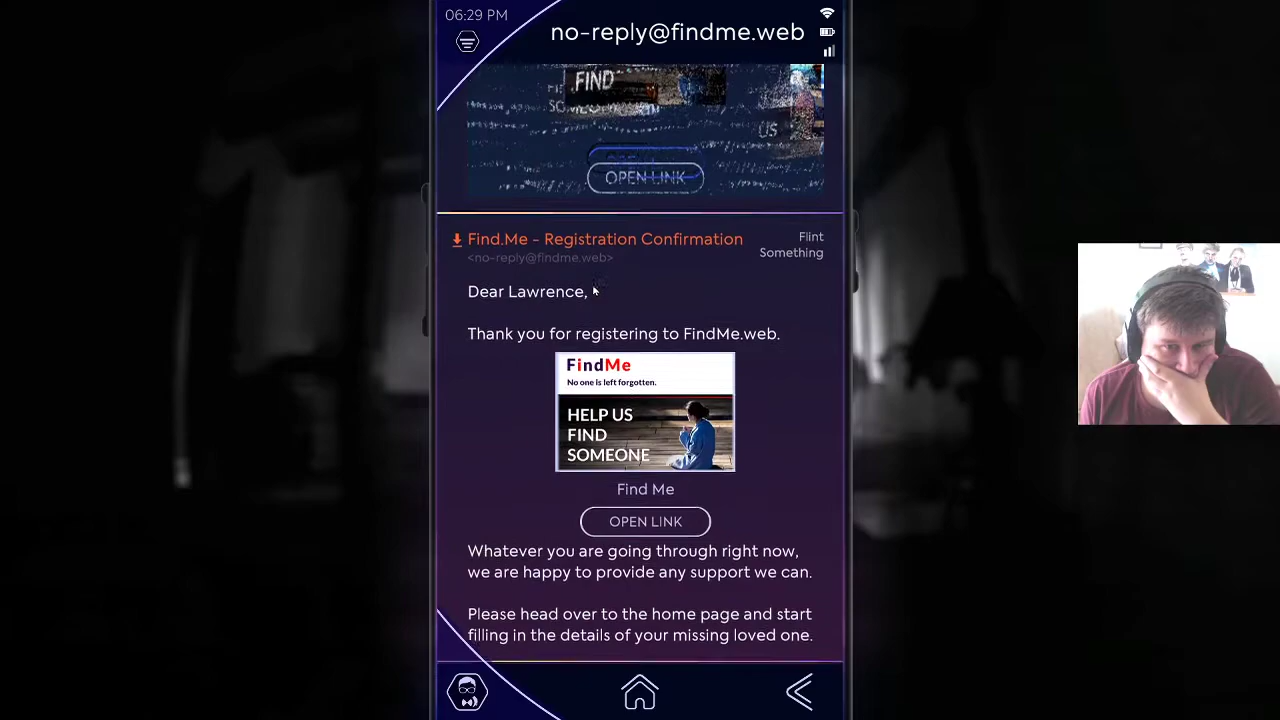 06:29 PM
no-reply@findme.web
FIND
US
OPEN LINK
Find.Me - Registration Confirmation
Flint
Something
<no-reply@findme.web>
Dear Lawrence,
Thank you for registering to FindMe.web.
FindMe
No one is left forgotten.
HELP US
FIND
SOMEONE
Find Me
OPEN LINK
Whatever you are going through right now,
we are happy to provide any support we can.
Please head over to the home page and start
filling in the details of your missing loved one.